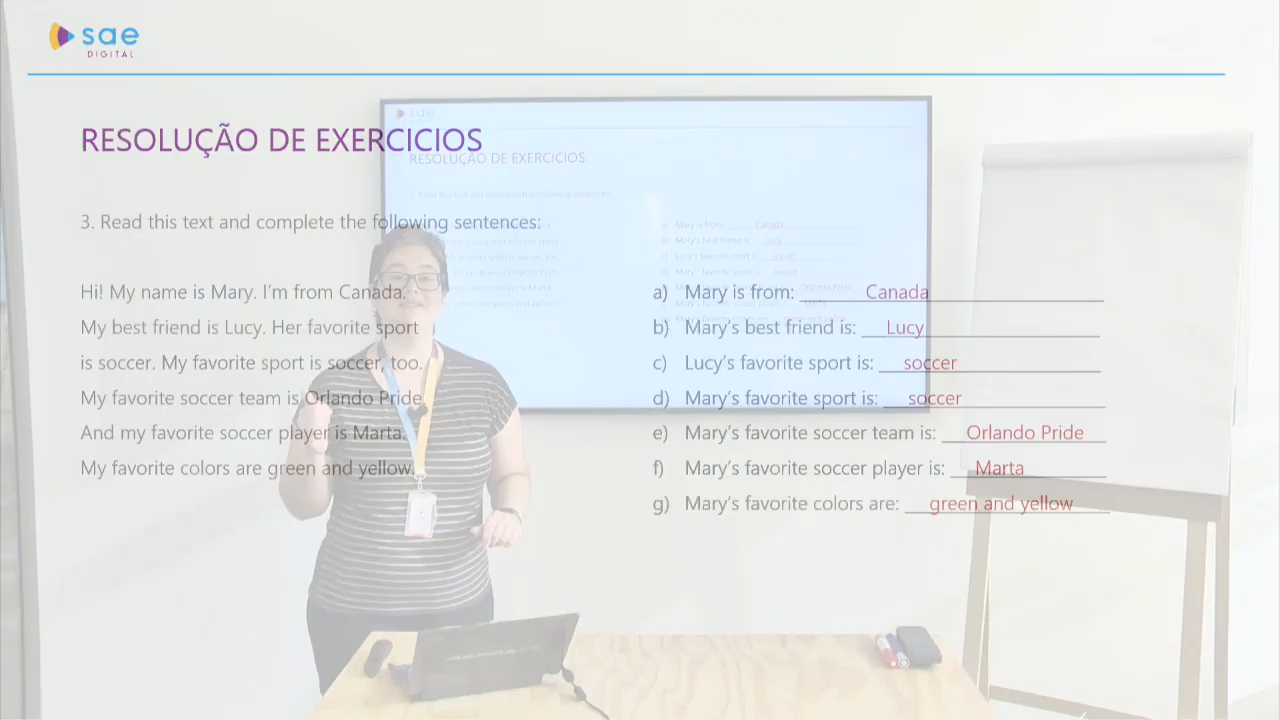 sae
DIGITAL
RESOLUÇÃO DE EXERCICIOS
3. Read this text and complete the following sentences:
Hi! My name is Mary. I'm from Canada.
My best friend is Lucy. Her favorite sport
is soccer. My favorite sport is soccer, too.
My favorite soccer team is Orlando Pride.
And my favorite soccer player is Marta.
My favorite colors are green and yellow.
a) Mary is from: Canada
b) Mary's best friend is: Lucy
c) Lucy's favorite sport is: soccer
d) Mary's favorite sport is: soccer
e) Mary's favorite soccer team is: Orlando Pride
f) Mary's favorite soccer player is: Marta
g) Mary's favorite colors are: green and yellow
RESOLUÇÃO DE EXERCICIOS